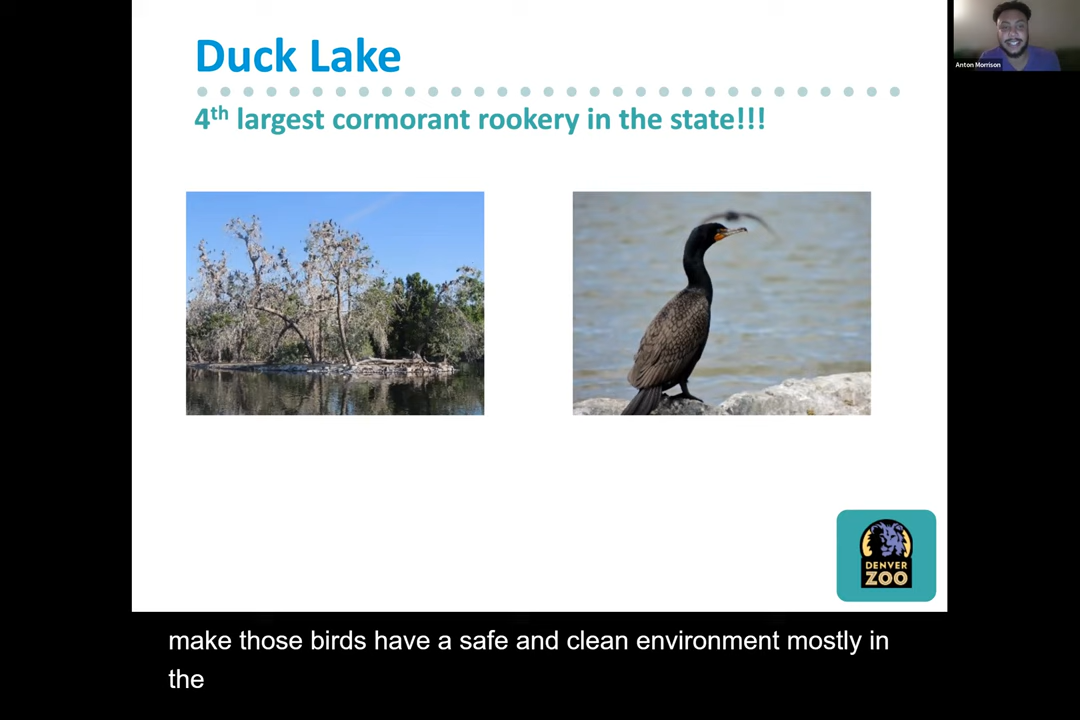 Duck Lake
4th largest cormorant rookery in the state!!!
Anton Morrison
DENVER
ZOO
make those birds have a safe and clean environment mostly in
the